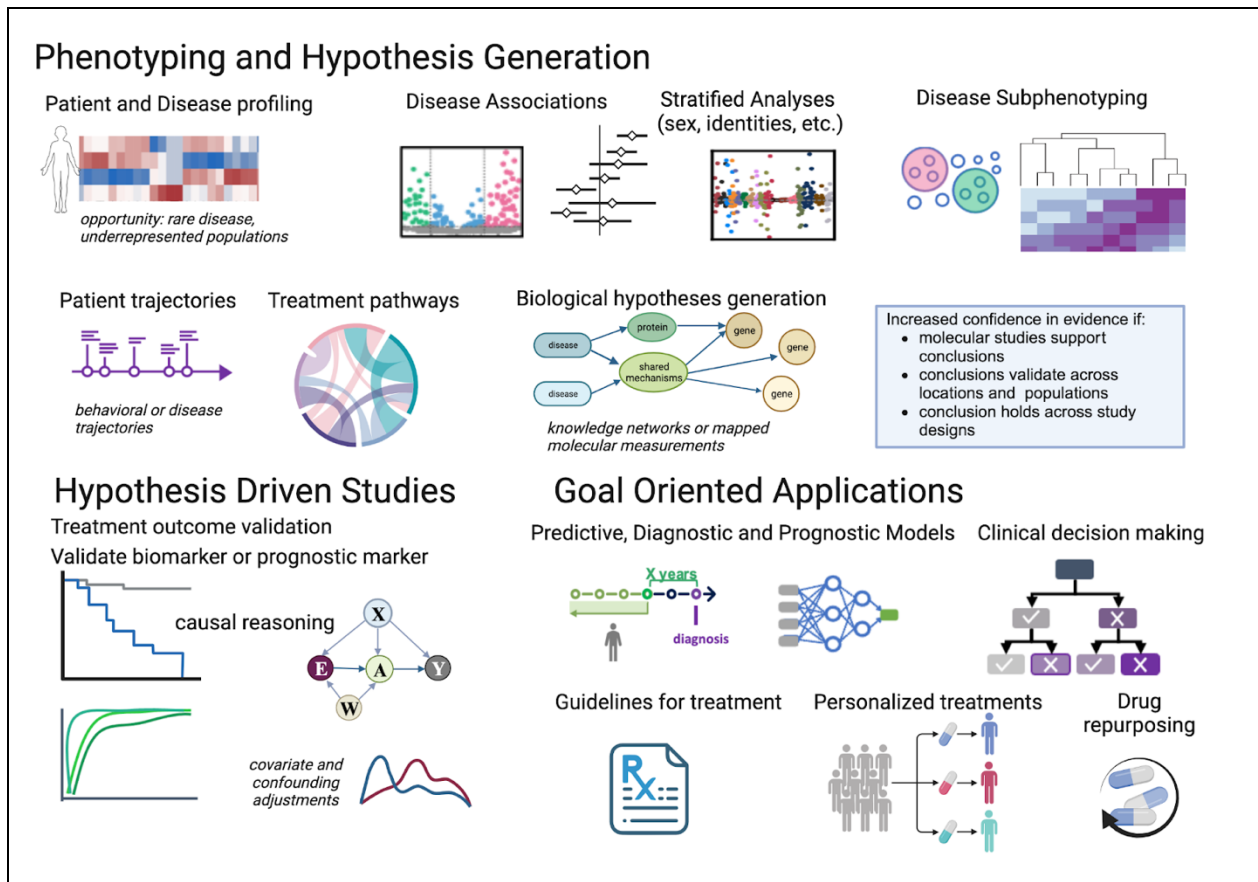 Phenotyping and Hypothesis Generation
Patient and Disease profiling
opportunity: rare disease,
underrepresented populations
Disease Associations
Stratified Analyses
(sex, identities, etc.)
Disease Subphenotyping
Patient trajectories
behavioral or disease
trajectories
Treatment pathways
Biological hypotheses generation
disease
protein
gene
shared
mechanisms
gene
disease
gene
knowledge networks or mapped
molecular measurements
Increased confidence in evidence if:
• molecular studies support
conclusions
• conclusions validate across
locations and populations
• conclusion holds across study
designs
Hypothesis Driven Studies
Treatment outcome validation
Validate biomarker or prognostic marker
causal reasoning
X
E
A
Y
W
covariate and
confounding
adjustments
Goal Oriented Applications
Predictive, Diagnostic and Prognostic Models
X years
diagnosis
Clinical decision making
Guidelines for treatment
Rx
Personalized treatments
Drug
repurposing